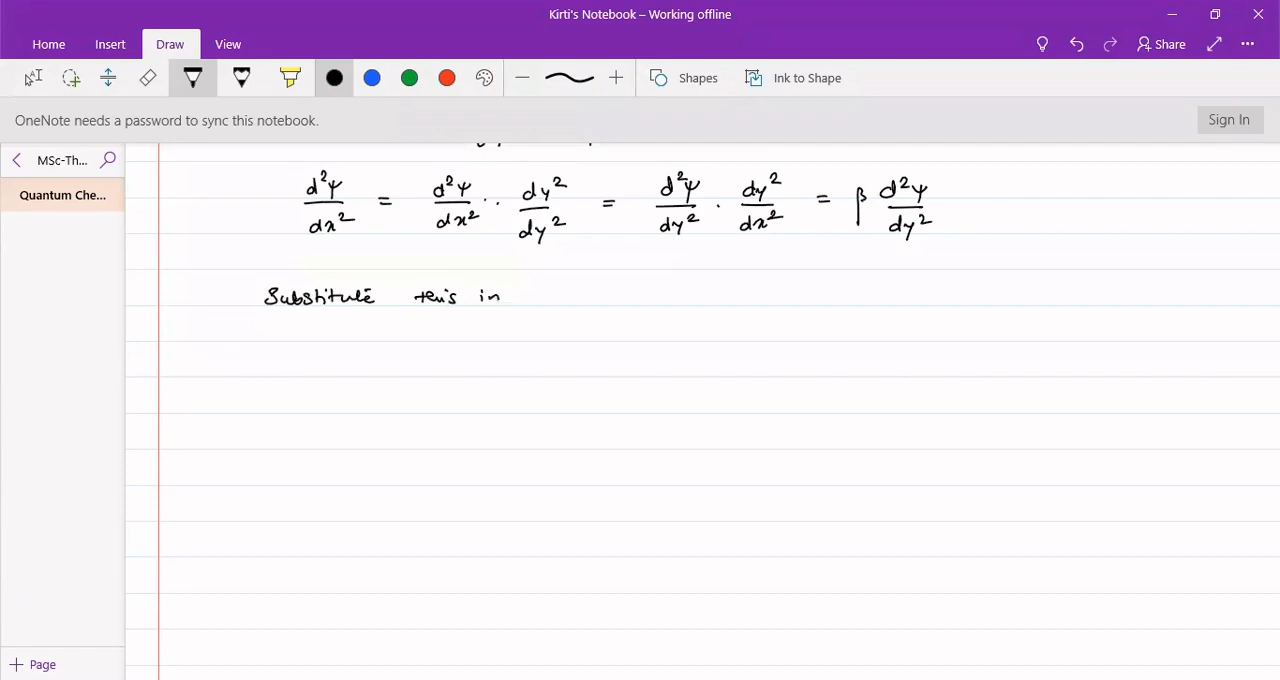 Kirti's Notebook – Working offline
Home Insert Draw View Share
Shapes Ink to Shape
OneNote needs a password to sync this notebook. Sign In
MSc-Th...
Quantum Che...
d²ψ/dx² = d²ψ/dx² ·· dy²/dy² = d²ψ/dy² · dy²/dx² = β d²ψ/dy²
Substitute this in
+ Page